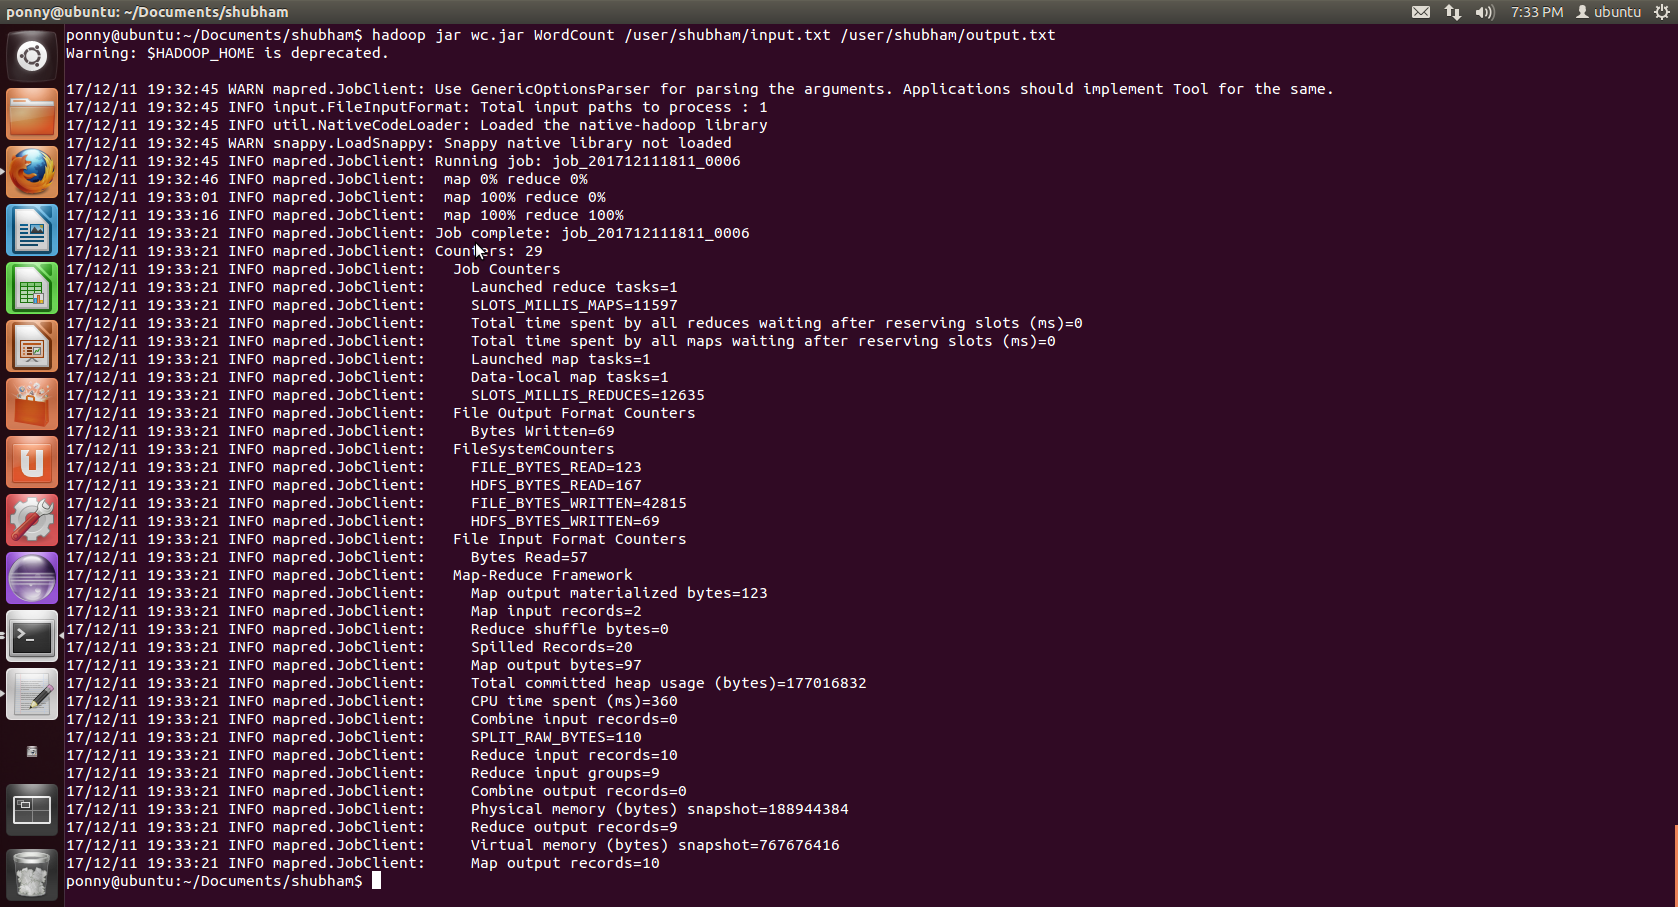 ponny@ubuntu: ~/Documents/shubham
7:33 PM ubuntu
ponny@ubuntu:~/Documents/shubham$ hadoop jar wc.jar WordCount /user/shubham/input.txt /user/shubham/output.txt
Warning: $HADOOP_HOME is deprecated.
17/12/11 19:32:45 WARN mapred.JobClient: Use GenericOptionsParser for parsing the arguments. Applications should implement Tool for the same.
17/12/11 19:32:45 INFO input.FileInputFormat: Total input paths to process : 1
17/12/11 19:32:45 INFO util.NativeCodeLoader: Loaded the native-hadoop library
17/12/11 19:32:45 WARN snappy.LoadSnappy: Snappy native library not loaded
17/12/11 19:32:45 INFO mapred.JobClient: Running job: job_201712111811_0006
17/12/11 19:32:46 INFO mapred.JobClient:  map 0% reduce 0%
17/12/11 19:33:01 INFO mapred.JobClient:  map 100% reduce 0%
17/12/11 19:33:16 INFO mapred.JobClient:  map 100% reduce 100%
17/12/11 19:33:21 INFO mapred.JobClient: Job complete: job_201712111811_0006
17/12/11 19:33:21 INFO mapred.JobClient: Counters: 29
17/12/11 19:33:21 INFO mapred.JobClient:   Job Counters
17/12/11 19:33:21 INFO mapred.JobClient:     Launched reduce tasks=1
17/12/11 19:33:21 INFO mapred.JobClient:     SLOTS_MILLIS_MAPS=11597
17/12/11 19:33:21 INFO mapred.JobClient:     Total time spent by all reduces waiting after reserving slots (ms)=0
17/12/11 19:33:21 INFO mapred.JobClient:     Total time spent by all maps waiting after reserving slots (ms)=0
17/12/11 19:33:21 INFO mapred.JobClient:     Launched map tasks=1
17/12/11 19:33:21 INFO mapred.JobClient:     Data-local map tasks=1
17/12/11 19:33:21 INFO mapred.JobClient:     SLOTS_MILLIS_REDUCES=12635
17/12/11 19:33:21 INFO mapred.JobClient:   File Output Format Counters
17/12/11 19:33:21 INFO mapred.JobClient:     Bytes Written=69
17/12/11 19:33:21 INFO mapred.JobClient:   FileSystemCounters
17/12/11 19:33:21 INFO mapred.JobClient:     FILE_BYTES_READ=123
17/12/11 19:33:21 INFO mapred.JobClient:     HDFS_BYTES_READ=167
17/12/11 19:33:21 INFO mapred.JobClient:     FILE_BYTES_WRITTEN=42815
17/12/11 19:33:21 INFO mapred.JobClient:     HDFS_BYTES_WRITTEN=69
17/12/11 19:33:21 INFO mapred.JobClient:   File Input Format Counters
17/12/11 19:33:21 INFO mapred.JobClient:     Bytes Read=57
17/12/11 19:33:21 INFO mapred.JobClient:   Map-Reduce Framework
17/12/11 19:33:21 INFO mapred.JobClient:     Map output materialized bytes=123
17/12/11 19:33:21 INFO mapred.JobClient:     Map input records=2
17/12/11 19:33:21 INFO mapred.JobClient:     Reduce shuffle bytes=0
17/12/11 19:33:21 INFO mapred.JobClient:     Spilled Records=20
17/12/11 19:33:21 INFO mapred.JobClient:     Map output bytes=97
17/12/11 19:33:21 INFO mapred.JobClient:     Total committed heap usage (bytes)=177016832
17/12/11 19:33:21 INFO mapred.JobClient:     CPU time spent (ms)=360
17/12/11 19:33:21 INFO mapred.JobClient:     Combine input records=0
17/12/11 19:33:21 INFO mapred.JobClient:     SPLIT_RAW_BYTES=110
17/12/11 19:33:21 INFO mapred.JobClient:     Reduce input records=10
17/12/11 19:33:21 INFO mapred.JobClient:     Reduce input groups=9
17/12/11 19:33:21 INFO mapred.JobClient:     Combine output records=0
17/12/11 19:33:21 INFO mapred.JobClient:     Physical memory (bytes) snapshot=188944384
17/12/11 19:33:21 INFO mapred.JobClient:     Reduce output records=9
17/12/11 19:33:21 INFO mapred.JobClient:     Virtual memory (bytes) snapshot=767676416
17/12/11 19:33:21 INFO mapred.JobClient:     Map output records=10
ponny@ubuntu:~/Documents/shubham$